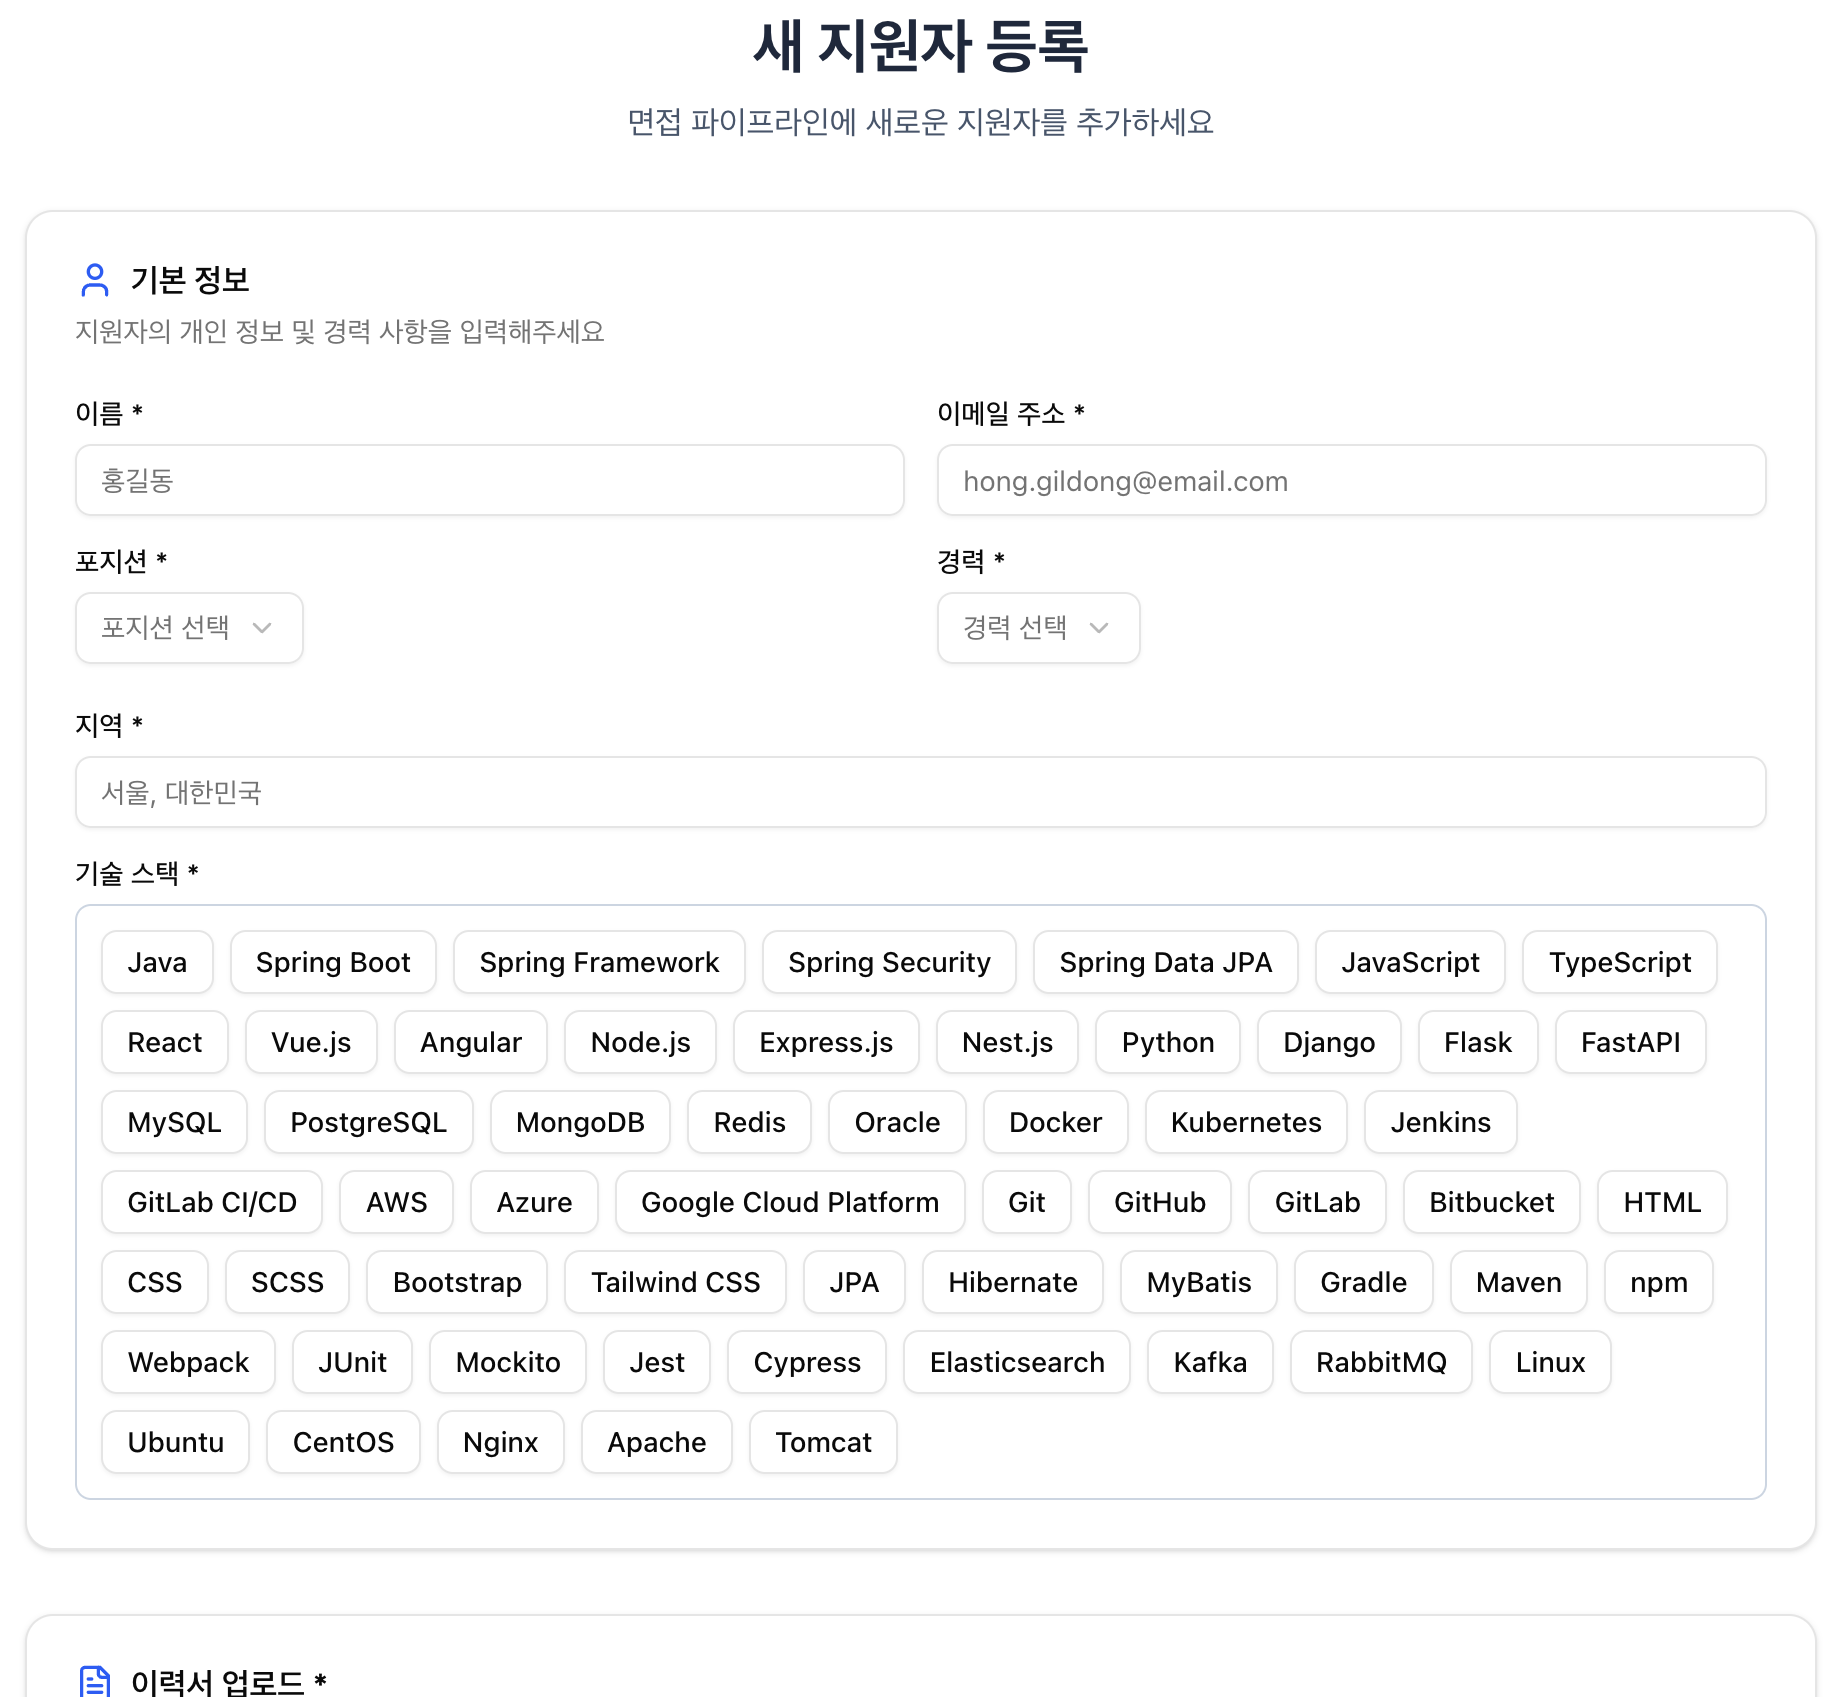 새 지원자 등록
면접 파이프라인에 새로운 지원자를 추가하세요
기본 정보
지원자의 개인 정보 및 경력 사항을 입력해주세요
이름 *
홍길동
이메일 주소 *
hong.gildong@email.com
포지션 *
포지션 선택
경력 *
경력 선택
지역 *
서울, 대한민국
기술 스택 *
Java Spring Boot Spring Framework Spring Security Spring Data JPA JavaScript TypeScript
React Vue.js Angular Node.js Express.js Nest.js Python Django Flask FastAPI
MySQL PostgreSQL MongoDB Redis Oracle Docker Kubernetes Jenkins
GitLab CI/CD AWS Azure Google Cloud Platform Git GitHub GitLab Bitbucket HTML
CSS SCSS Bootstrap Tailwind CSS JPA Hibernate MyBatis Gradle Maven npm
Webpack JUnit Mockito Jest Cypress Elasticsearch Kafka RabbitMQ Linux
Ubuntu CentOS Nginx Apache Tomcat
이력서 업로드 *